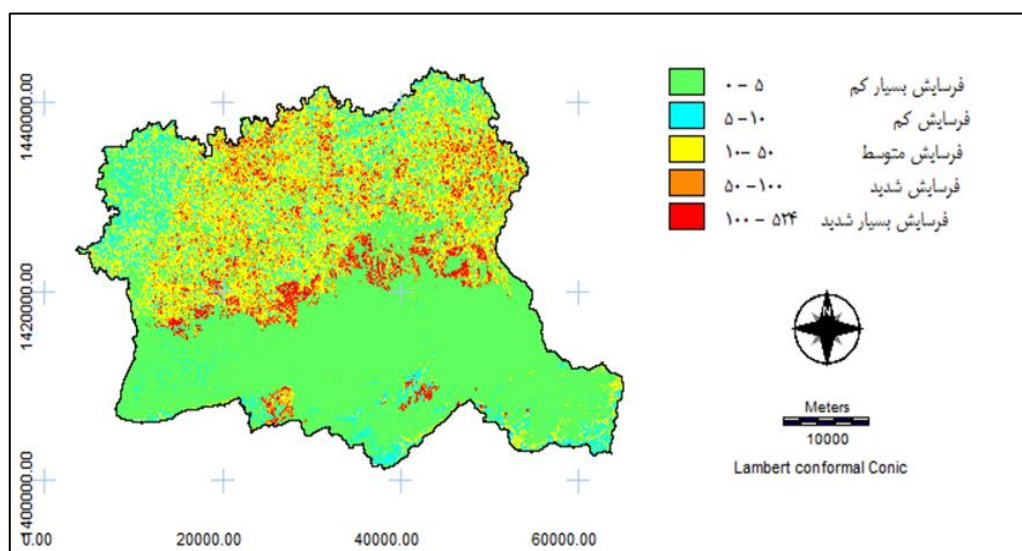 ۰ - ۵ فرسایش بسیار کم
۵ - ۱۰ فرسایش کم
۱۰ - ۵۰ فرسایش متوسط
۵۰ - ۱۰۰ فرسایش شدید
۱۰۰ - ۵۲۴ فرسایش بسیار شدید
1440000.00
1420000.00
1400000.00
0.00 20000.00 40000.00 60000.00
Meters
10000
Lambert conformal Conic